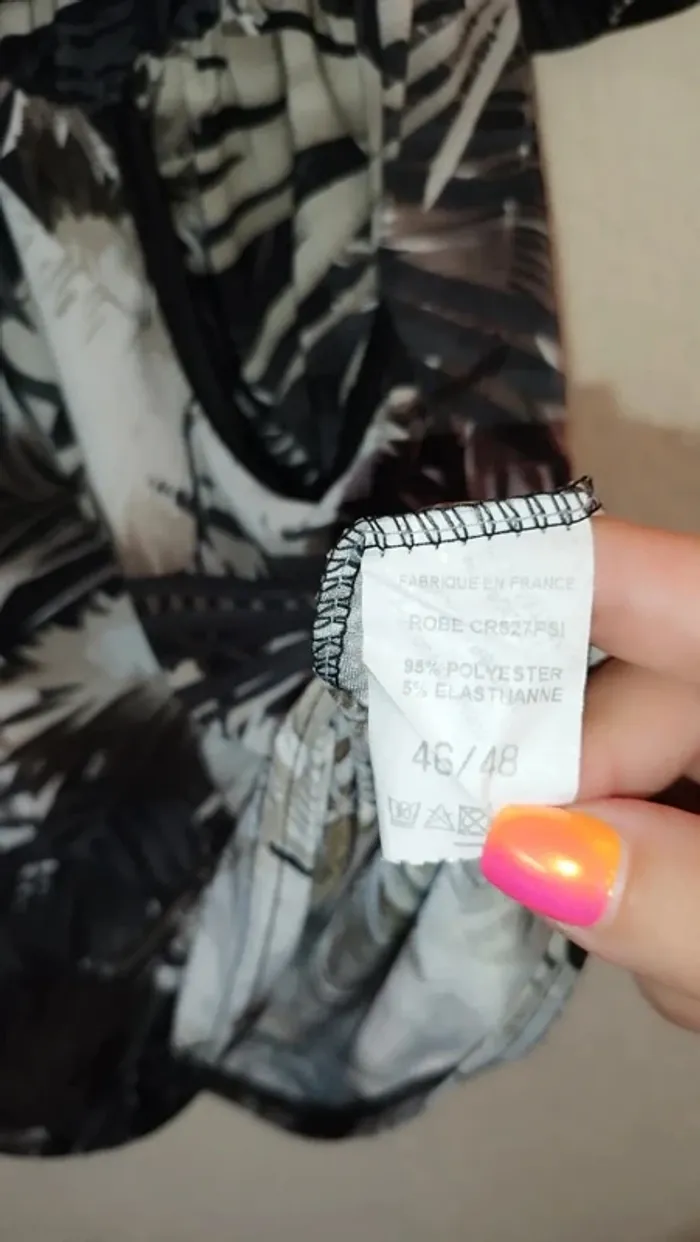 FABRIQUE EN FRANCE
ROBE CR527PSI
95% POLYESTER
5% ELASTHANNE
46/48